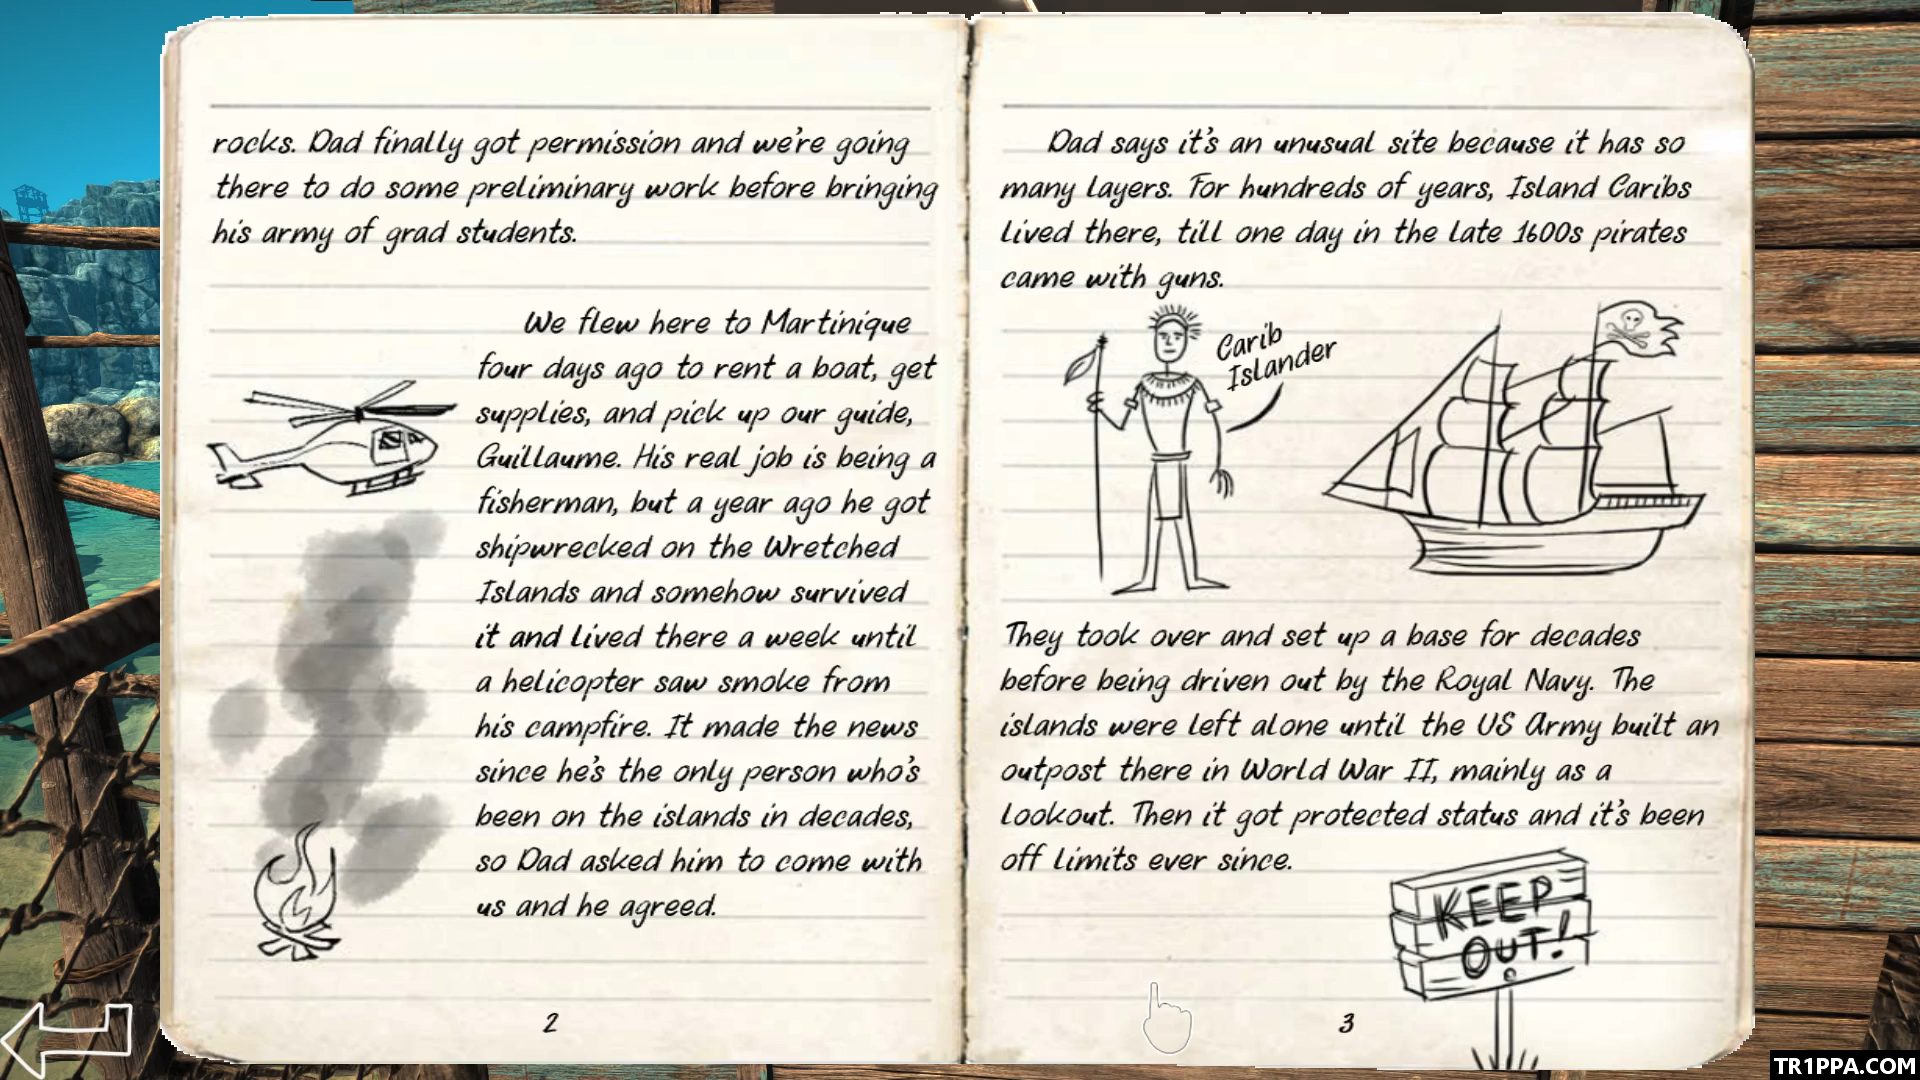 rocks. Dad finally got permission and we're going
there to do some preliminary work before bringing
his army of grad students.
We flew here to Martinique
four days ago to rent a boat, get
supplies, and pick up our guide,
Guillaume. His real job is being a
fisherman, but a year ago he got
shipwrecked on the Wretched
Islands and somehow survived
it and lived there a week until
a helicopter saw smoke from
his campfire. It made the news
since he's the only person who's
been on the islands in decades,
so Dad asked him to come with
us and he agreed.
2
Dad says it's an unusual site because it has so
many layers. For hundreds of years, Island Caribs
lived there, till one day in the late 1600s pirates
came with guns.
Carib
Islander
They took over and set up a base for decades
before being driven out by the Royal Navy. The
islands were left alone until the US Army built an
outpost there in World War II, mainly as a
lookout. Then it got protected status and it's been
off limits ever since.
KEEP
OUT!
3
TR1PPA.COM